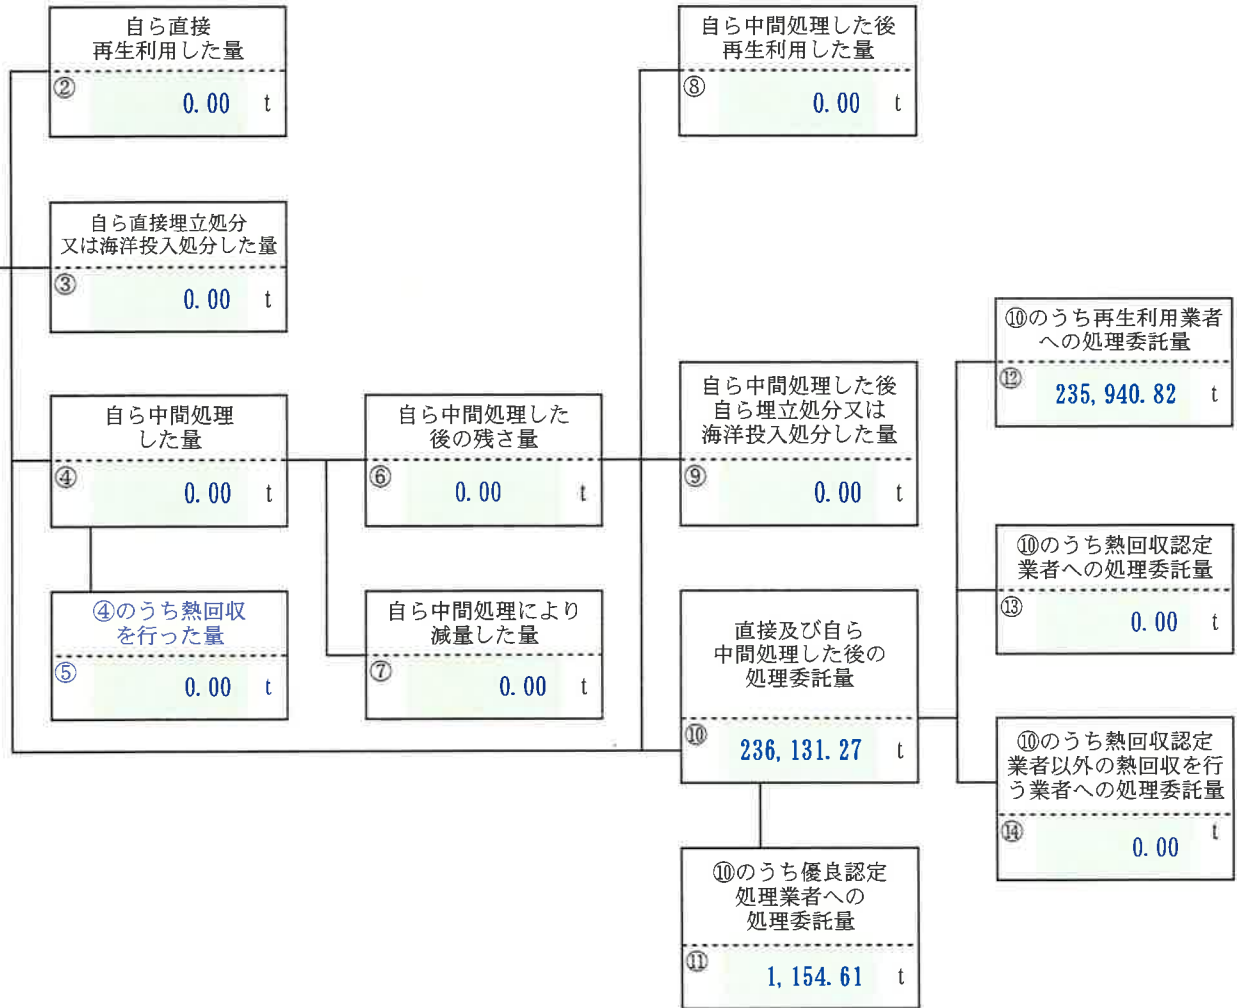 自ら直接
再生利用した量
② 0.00 t
自ら直接埋立処分
又は海洋投入処分した量
③ 0.00 t
自ら中間処理
した量
④ 0.00 t
④のうち熱回収
を行った量
⑤ 0.00 t
自ら中間処理した
後の残さ量
⑥ 0.00 t
自ら中間処理により
減量した量
⑦ 0.00 t
自ら中間処理した後
再生利用した量
⑧ 0.00 t
自ら中間処理した後
自ら埋立処分又は
海洋投入処分した量
⑨ 0.00 t
直接及び自ら
中間処理した後の
処理委託量
⑩ 236,131.27 t
⑩のうち優良認定
処理業者への
処理委託量
⑪ 1,154.61 t
⑩のうち再生利用業者
への処理委託量
⑫ 235,940.82 t
⑩のうち熱回収認定
業者への処理委託量
⑬ 0.00 t
⑩のうち熱回収認定
業者以外の熱回収を行
う業者への処理委託量
⑭ 0.00 t